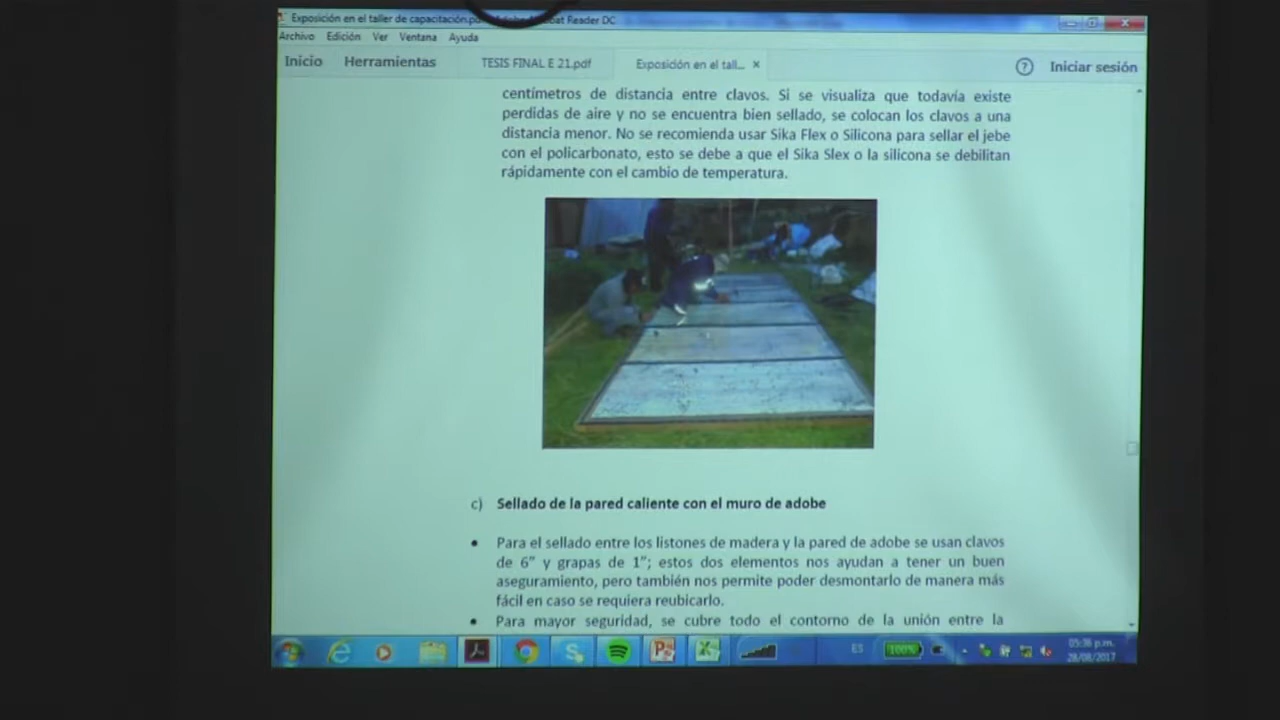 Exposición en el taller de capacitación.pdf Adobe Acrobat Reader DC
Archivo Edición Ver Ventana Ayuda
Inicio Herramientas TESIS FINAL E 21.pdf Exposición en el tall... × ? Iniciar sesión
centímetros de distancia entre clavos. Si se visualiza que todavía existe
perdidas de aire y no se encuentra bien sellado, se colocan los clavos a una
distancia menor. No se recomienda usar Sika Flex o Silicona para sellar el jebe
con el policarbonato, esto se debe a que el Sika Slex o la silicona se debilitan
rápidamente con el cambio de temperatura.
c) Sellado de la pared caliente con el muro de adobe
• Para el sellado entre los listones de madera y la pared de adobe se usan clavos
de 6” y grapas de 1”; estos dos elementos nos ayudan a tener un buen
aseguramiento, pero también nos permite poder desmontarlo de manera más
fácil en caso se requiera reubicarlo.
• Para mayor seguridad, se cubre todo el contorno de la unión entre la
ES 100% 05:36 p.m.
28/08/2017